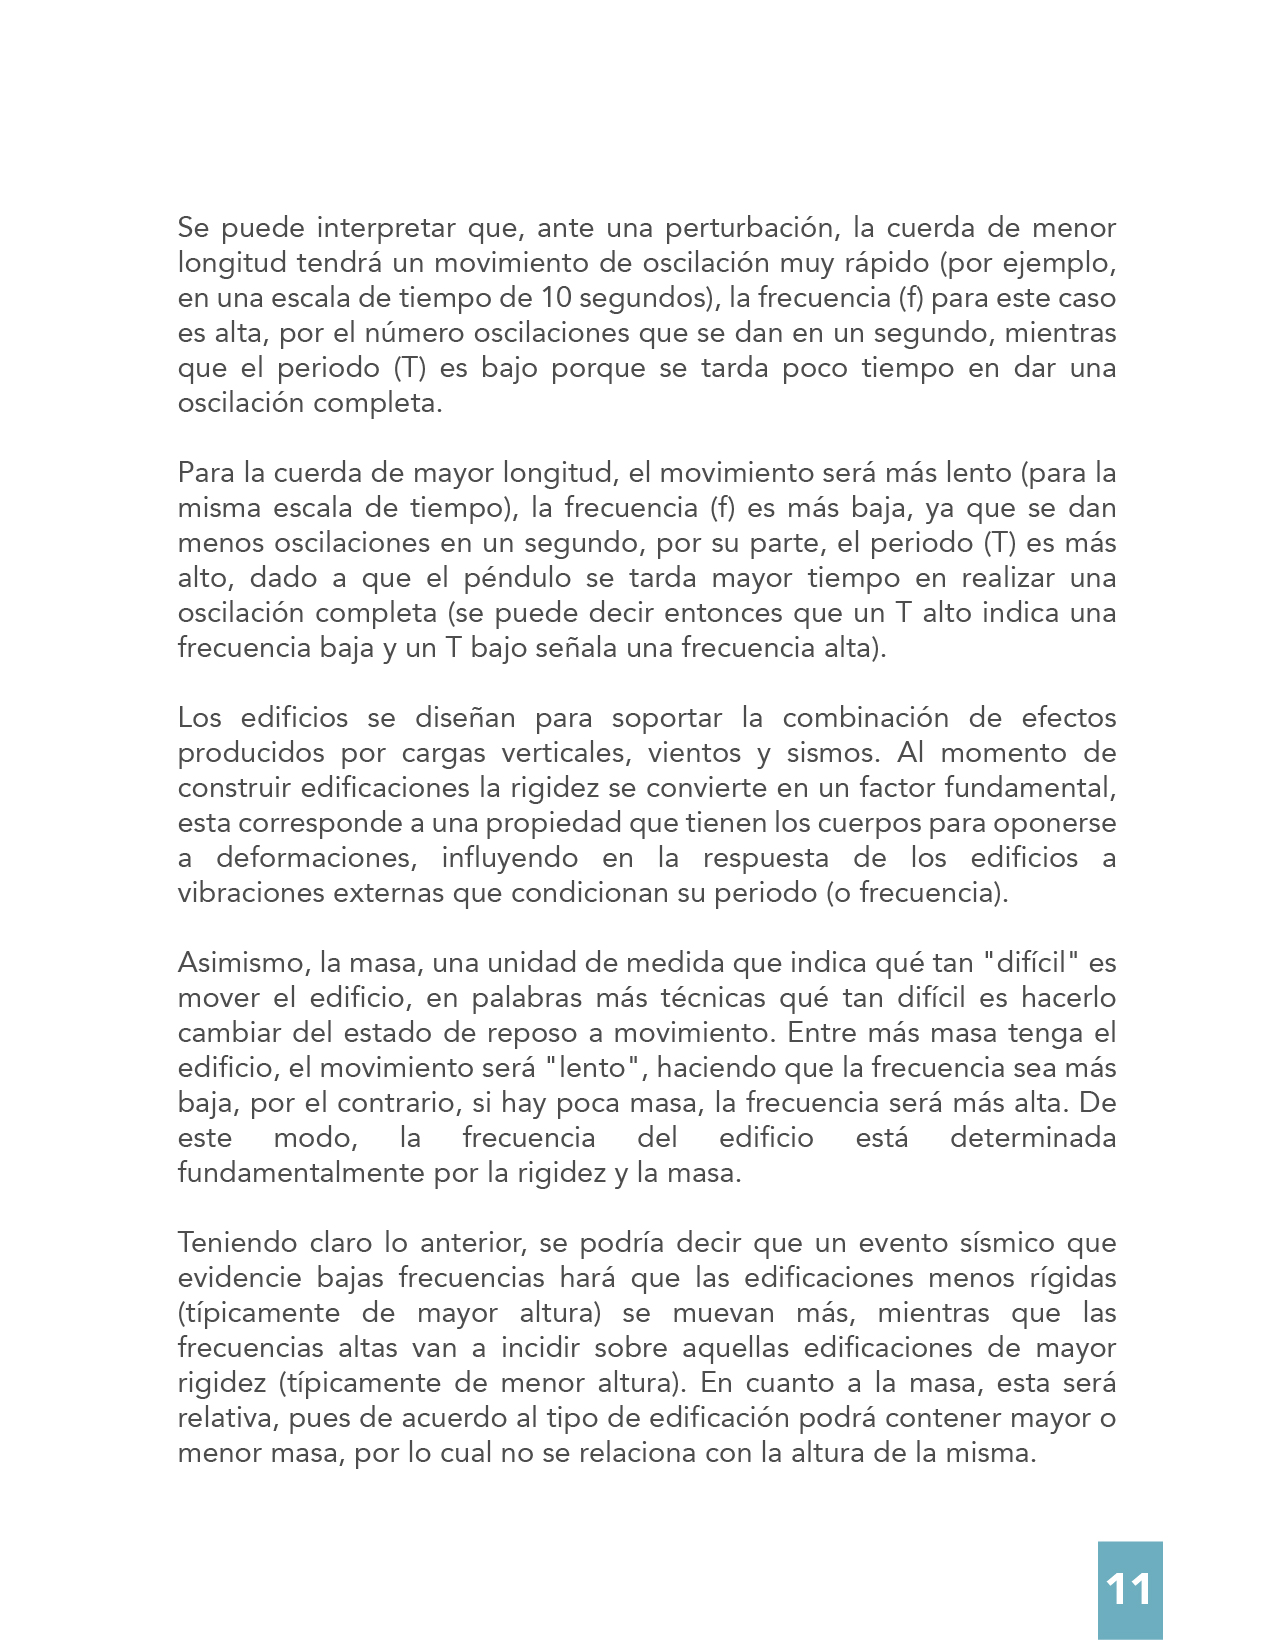 Se puede interpretar que, ante una perturbación, la cuerda de menor
longitud tendrá un movimiento de oscilación muy rápido (por ejemplo,
en una escala de tiempo de 10 segundos), la frecuencia (f) para este caso
es alta, por el número oscilaciones que se dan en un segundo, mientras
que el periodo (T) es bajo porque se tarda poco tiempo en dar una
oscilación completa.
Para la cuerda de mayor longitud, el movimiento será más lento (para la
misma escala de tiempo), la frecuencia (f) es más baja, ya que se dan
menos oscilaciones en un segundo, por su parte, el periodo (T) es más
alto, dado a que el péndulo se tarda mayor tiempo en realizar una
oscilación completa (se puede decir entonces que un T alto indica una
frecuencia baja y un T bajo señala una frecuencia alta).
Los edificios se diseñan para soportar la combinación de efectos
producidos por cargas verticales, vientos y sismos. Al momento de
construir edificaciones la rigidez se convierte en un factor fundamental,
esta corresponde a una propiedad que tienen los cuerpos para oponerse
a deformaciones, influyendo en la respuesta de los edificios a
vibraciones externas que condicionan su periodo (o frecuencia).
Asimismo, la masa, una unidad de medida que indica qué tan "difícil" es
mover el edificio, en palabras más técnicas qué tan difícil es hacerlo
cambiar del estado de reposo a movimiento. Entre más masa tenga el
edificio, el movimiento será "lento", haciendo que la frecuencia sea más
baja, por el contrario, si hay poca masa, la frecuencia será más alta. De
este modo, la frecuencia del edificio está determinada
fundamentalmente por la rigidez y la masa.
Teniendo claro lo anterior, se podría decir que un evento sísmico que
evidencie bajas frecuencias hará que las edificaciones menos rígidas
(típicamente de mayor altura) se muevan más, mientras que las
frecuencias altas van a incidir sobre aquellas edificaciones de mayor
rigidez (típicamente de menor altura). En cuanto a la masa, esta será
relativa, pues de acuerdo al tipo de edificación podrá contener mayor o
menor masa, por lo cual no se relaciona con la altura de la misma.
11